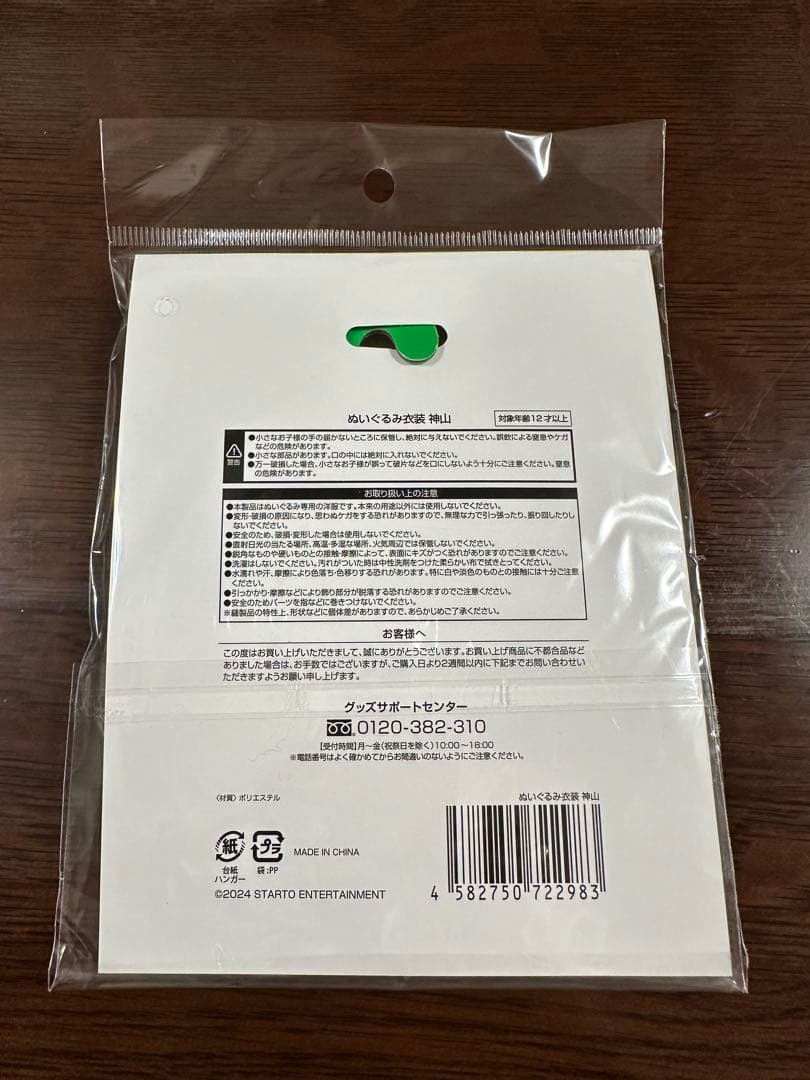 ぬいぐるみ衣装 神山
対象年齢12才以上
警告
●小さなお子様の手の届かないところに保管し、絶対に与えないでください。誤飲による窒息やケガ
などの危険があります。
●小さな部品があります。口の中には絶対に入れないでください。
●万一破損した場合、小さなお子様が誤って破片などを口にしないよう十分にご注意ください。窒息
の危険があります。
お取り扱い上の注意
●本製品はぬいぐるみ専用の洋服です。本来の用途以外には使用しないでください。
●変形・破損の原因になり、思わぬケガをする恐れがありますので、無理な力で引っ張ったり、振り回したりし
ないでください。
●安全のため、破損・変形した場合は使用しないでください。
●直射日光の当たる場所、高温・多湿な場所、火気周辺では保管しないでください。
●鋭角なものや硬いものとの接触・摩擦によって、表面にキズがつく恐れがありますのでご注意ください。
●洗濯はしないでください。汚れがついた時は中性洗剤をつけた柔らかい布で拭きとってください。
●水濡れや汗、摩擦により色落ち・色移りする恐れがあります。特に白や淡色のものとの接触には十分ご注意
ください。
●引っかかり・摩擦などにより飾り部分が脱落する恐れがありますのでご注意ください。
●安全のためパーツを指などに巻きつけないでください。
※縫製品の特性上、形状などに個体差がありますので、あらかじめご了承ください。
お客様へ
この度はお買い上げいただきまして、誠にありがとうございます。お買い上げ商品に不都合品など
ありました場合は、お手数ではございますが、ご購入日より2週間以内に下記までお問い合わせい
ただきますようお願い申し上げます。
グッズサポートセンター
0120-382-310
【受付時間】月〜金(祝祭日を除く)10:00〜18:00
※電話番号はよく確かめてからお間違いのないようにご注意ください。
〈材質〉ポリエステル
ぬいぐるみ衣装 神山
紙
プラ
MADE IN CHINA
台紙
ハンガー
袋:PP
©2024 STARTO ENTERTAINMENT
4 582750 722983